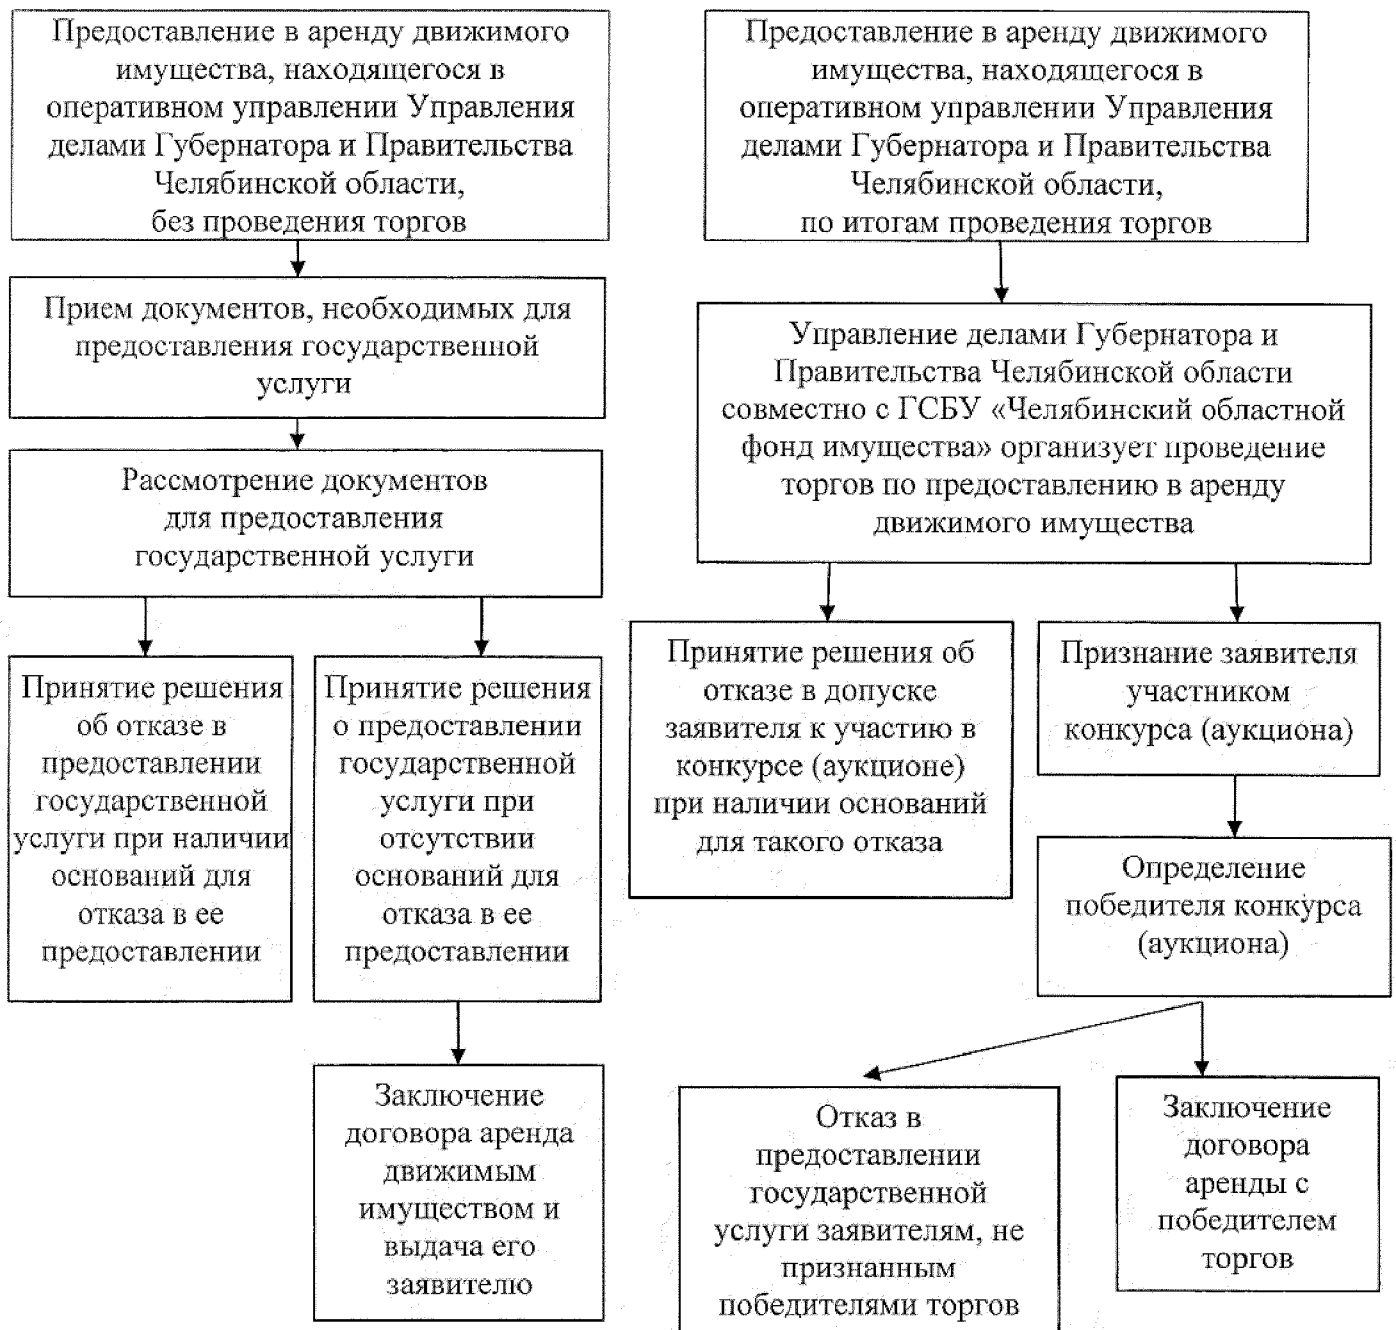 Предоставление в аренду движимого
имущества, находящегося в
оперативном управлении Управления
делами Губернатора и Правительства
Челябинской области,
без проведения торгов
Прием документов, необходимых для
предоставления государственной
услуги
Рассмотрение документов
для предоставления
государственной услуги
Принятие решения
об отказе в
предоставлении
государственной
услуги при наличии
оснований для
отказа в ее
предоставлении
Принятие решения
о предоставлении
государственной
услуги при
отсутствии
оснований для
отказа в ее
предоставлении
Заключение
договора аренда
движимым
имуществом и
выдача его
заявителю
Предоставление в аренду движимого
имущества, находящегося в
оперативном управлении Управления
делами Губернатора и Правительства
Челябинской области,
по итогам проведения торгов
Управление делами Губернатора и
Правительства Челябинской области
совместно с ГСБУ «Челябинский областной
фонд имущества» организует проведение
торгов по предоставлению в аренду
движимого имущества
Принятие решения об
отказе в допуске
заявителя к участию в
конкурсе (аукционе)
при наличии оснований
для такого отказа
Признание заявителя
участником
конкурса (аукциона)
Определение
победителя конкурса
(аукциона)
Отказ в
предоставлении
государственной
услуги заявителям, не
признанным
победителями торгов
Заключение
договора
аренды с
победителем
торгов